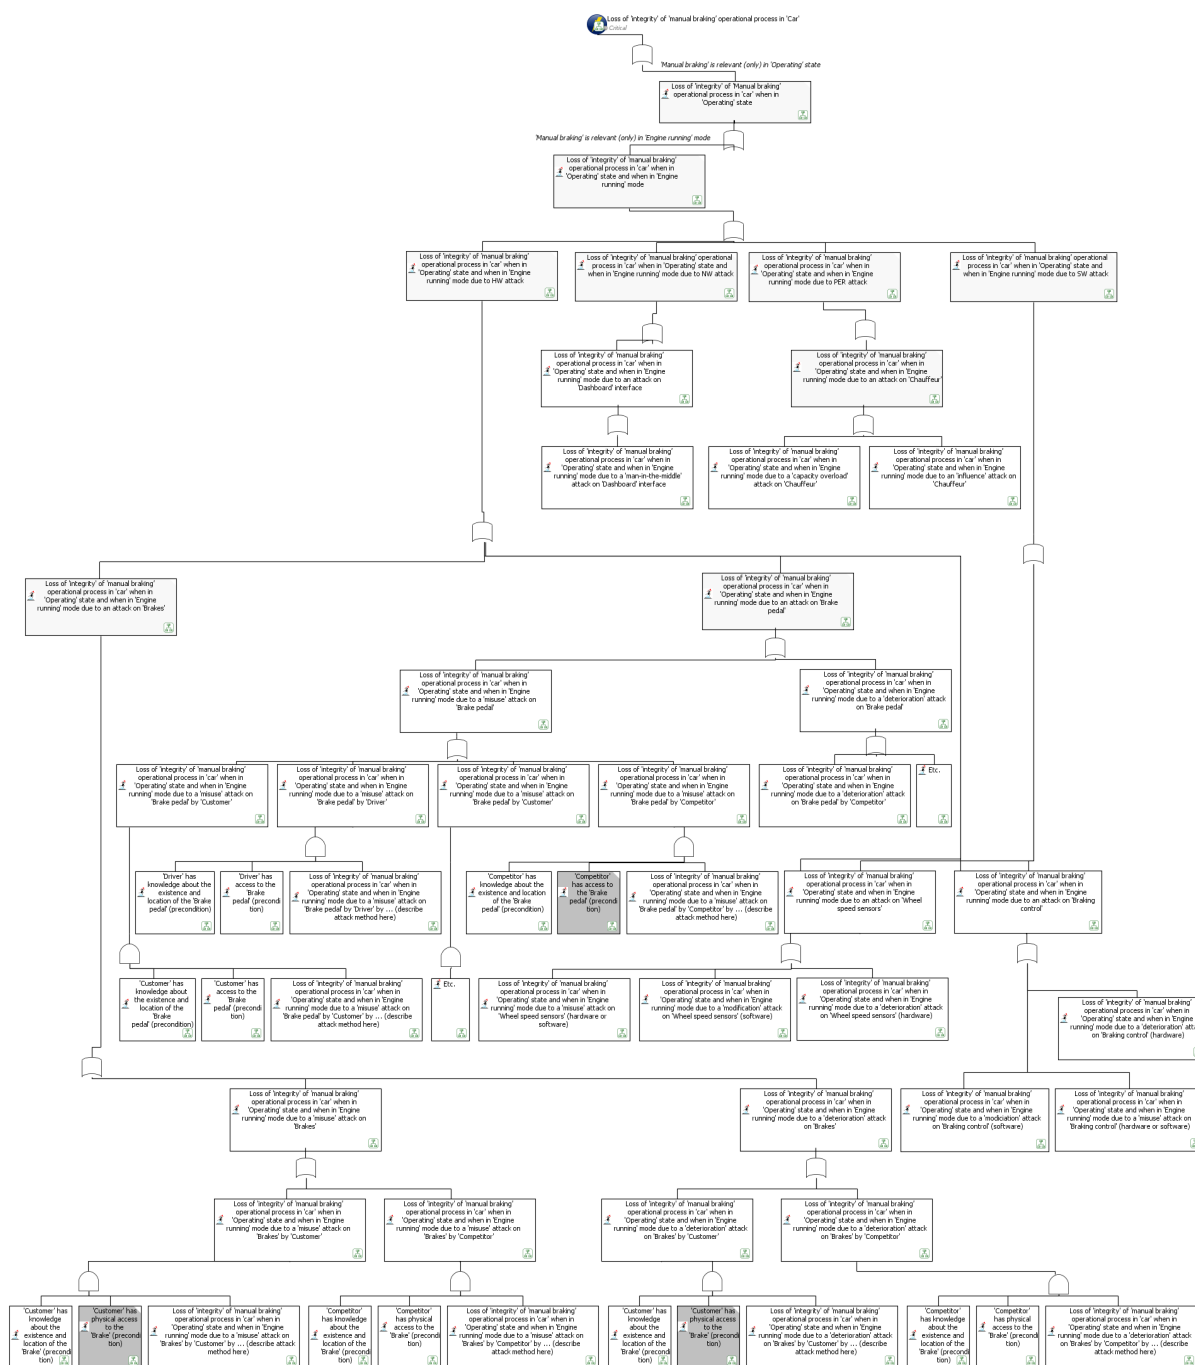 Loss of 'integrity' of 'manual braking' operational process in 'Car'
Critical
'Manual braking' is relevant (only) in 'Operating' state
Loss of 'integrity' of 'Manual braking'
operational process in 'car' when in
'Operating' state
'Manual braking' is relevant (only) in 'Engine running' mode
Loss of 'integrity' of 'manual braking'
operational process in 'car' when in
'Operating' state and when in 'Engine
running' mode
Loss of 'integrity' of 'manual braking'
operational process in 'car' when in
'Operating' state and when in 'Engine
running' mode due to HW attack
Loss of 'integrity' of 'manual braking' operational
process in 'car' when in 'Operating' state and
when in 'Engine running' mode due to NW attack
Loss of 'integrity' of 'manual braking'
operational process in 'car' when in
'Operating' state and when in 'Engine
running' mode due to PER attack
Loss of 'integrity' of 'manual braking' operational
process in 'car' when in 'Operating' state and
when in 'Engine running' mode due to SW attack
Loss of 'integrity' of 'manual
braking' operational process in 'car' when in
'Operating' state and when in 'Engine
running' mode due to an attack on
'Dashboard' interface
Loss of 'integrity' of 'manual braking'
operational process in 'car' when in
'Operating' state and when in 'Engine
running' mode due to an attack on 'Chauffeur'
Loss of 'integrity' of 'manual braking'
operational process in 'car' when in
'Operating' state and when in 'Engine
running' mode due to a 'man-in-the-middle'
attack on 'Dashboard' interface
Loss of 'integrity' of 'manual braking'
operational process in 'car' when in
'Operating' state and when in 'Engine
running' mode due to a 'capacity overload'
attack on 'Chauffeur'
Loss of 'integrity' of 'manual braking'
operational process in 'car' when in
'Operating' state and when in 'Engine
running' mode due to an 'influence' attack on
'Chauffeur'
Loss of 'integrity' of 'manual braking'
operational process in 'car' when in
'Operating' state and when in 'Engine
running' mode due to an attack on 'Brakes'
Loss of 'integrity' of 'manual braking'
operational process in 'car' when in
'Operating' state and when in 'Engine
running' mode due to an attack on 'Brake
pedal'
Loss of 'integrity' of 'manual braking'
operational process in 'car' when in
'Operating' state and when in 'Engine
running' mode due to a 'misuse' attack on
'Brake pedal'
Loss of 'integrity' of 'manual braking'
operational process in 'car' when in
'Operating' state and when in 'Engine
running' mode due to a 'deterioration' attack
on 'Brake pedal'
Loss of 'integrity' of 'manual braking'
operational process in 'car' when in
'Operating' state and when in 'Engine
running' mode due to a 'misuse' attack on
'Brake pedal' by 'Customer'
Loss of 'integrity' of 'manual braking'
operational process in 'car' when in
'Operating' state and when in 'Engine
running' mode due to a 'misuse' attack on
'Brake pedal' by 'Driver'
Loss of 'integrity' of 'manual braking'
operational process in 'car' when in
'Operating' state and when in 'Engine
running' mode due to a 'misuse' attack on
'Brake pedal' by 'Customer'
Loss of 'integrity' of 'manual braking'
operational process in 'car' when in
'Operating' state and when in 'Engine
running' mode due to a 'misuse' attack on
'Brake pedal' by 'Competitor'
Loss of 'integrity' of 'manual braking'
operational process in 'car' when in
'Operating' state and when in 'Engine
running' mode due to a 'deterioration' attack
on 'Brake pedal' by 'Competitor'
Etc.
'Driver' has
knowledge about the
existence and
location of the 'Brake
pedal' (precondition)
'Driver' has
access to the
'Brake
pedal' (precondi
tion)
Loss of 'integrity' of 'manual braking'
operational process in 'car' when in
'Operating' state and when in 'Engine
running' mode due to a 'misuse' attack on
'Brake pedal' by 'Driver' by ... (describe
attack method here)
'Competitor' has
knowledge about the
existence and location
of the 'Brake
pedal' (precondition)
'Competitor'
has access to
the 'Brake
pedal' (precondi
tion)
Loss of 'integrity' of 'manual braking'
operational process in 'car' when in
'Operating' state and when in 'Engine
running' mode due to a 'misuse' attack on
'Brake pedal' by 'Competitor' by ... (describe
attack method here)
Loss of 'integrity' of 'manual braking'
operational process in 'car' when in
'Operating' state and when in 'Engine
running' mode due to an attack on 'Wheel
speed sensors'
Loss of 'integrity' of 'manual braking'
operational process in 'car' when in
'Operating' state and when in 'Engine
running' mode due to an attack on 'Braking
control'
'Customer' has
knowledge about
the existence and
location of the
'Brake
pedal' (precondition)
'Customer' has
access to the
'Brake
pedal' (precondi
tion)
Loss of 'integrity' of 'manual braking'
operational process in 'car' when in
'Operating' state and when in 'Engine
running' mode due to a 'misuse' attack on
'Brake pedal' by 'Customer' by ... (describe
attack method here)
Etc.
Loss of 'integrity' of 'manual braking'
operational process in 'car' when in
'Operating' state and when in 'Engine
running' mode due to a 'misuse' attack on
'Wheel speed sensors' (hardware or
software)
Loss of 'integrity' of 'manual braking'
operational process in 'car' when in
'Operating' state and when in 'Engine
running' mode due to a 'modification' attack
on 'Wheel speed sensors' (software)
Loss of 'integrity' of 'manual braking'
operational process in 'car' when in
'Operating' state and when in 'Engine
running' mode due to a 'deterioration' attack
on 'Wheel speed sensors' (hardware)
Loss of 'integrity' of 'manual braking'
operational process in 'car' when in
'Operating' state and when in 'Engine
running' mode due to a 'deterioration' att
on 'Braking control' (hardware)
Loss of 'integrity' of 'manual braking'
operational process in 'car' when in
'Operating' state and when in 'Engine
running' mode due to a 'misuse' attack on
'Brakes'
Loss of 'integrity' of 'manual braking'
operational process in 'car' when in
'Operating' state and when in 'Engine
running' mode due to a 'deterioration' attack
on 'Brakes'
Loss of 'integrity' of 'manual braking'
operational process in 'car' when in
'Operating' state and when in 'Engine
running' mode due to a 'modiciation' attack
on 'Braking control' (software)
Loss of 'integrity' of 'manual braking'
operational process in 'car' when in
'Operating' state and when in 'Engine
running' mode due to a 'misuse' attack on
'Braking control' (hardware or software)
Loss of 'integrity' of 'manual braking'
operational process in 'car' when in
'Operating' state and when in 'Engine
running' mode due to a 'misuse' attack on
'Brakes' by 'Customer'
Loss of 'integrity' of 'manual braking'
operational process in 'car' when in
'Operating' state and when in 'Engine
running' mode due to a 'misuse' attack on
'Brakes' by 'Competitor'
Loss of 'integrity' of 'manual braking'
operational process in 'car' when in
'Operating' state and when in 'Engine
running' mode due to a 'deterioration' attack
on 'Brakes' by 'Customer'
Loss of 'integrity' of 'manual braking'
operational process in 'car' when in
'Operating' state and when in 'Engine
running' mode due to a 'deterioration' attack
on 'Brakes' by 'Competitor'
'Customer' has
knowledge
about the
existence and
location of the
'Brake' (precondi
tion)
'Customer' has
physical access
to the
'Brake' (precondi
tion)
Loss of 'integrity' of 'manual braking'
operational process in 'car' when in
'Operating' state and when in 'Engine
running' mode due to a 'misuse' attack on
'Brakes' by 'Customer' by ... (describe attack
method here)
'Competitor'
has knowledge
about the
existence and
location of the
'Brake' (precondi
tion)
'Competitor'
has physical
access to the
'Brake' (precondi
tion)
Loss of 'integrity' of 'manual braking'
operational process in 'car' when in
'Operating' state and when in 'Engine
running' mode due to a 'misuse' attack on
'Brakes' by 'Competitor' by ... (describe
attack method here)
'Customer' has
knowledge
about the
existence and
location of the
'Brake' (precondi
tion)
'Customer' has
physical access
to the
'Brake' (precondi
tion)
Loss of 'integrity' of 'manual braking'
operational process in 'car' when in
'Operating' state and when in 'Engine
running' mode due to a 'deterioration' attack
on 'Brakes' by 'Customer' by ... (describe
attack method here)
'Competitor'
has knowledge
about the
existence and
location of the
'Brake' (precondi
tion)
'Competitor'
has physical
access to the
'Brake' (precondi
tion)
Loss of 'integrity' of 'manual braking'
operational process in 'car' when in
'Operating' state and when in 'Engine
running' mode due to a 'deterioration' attack
on 'Brakes' by 'Competitor' by ... (describe
attack method here)